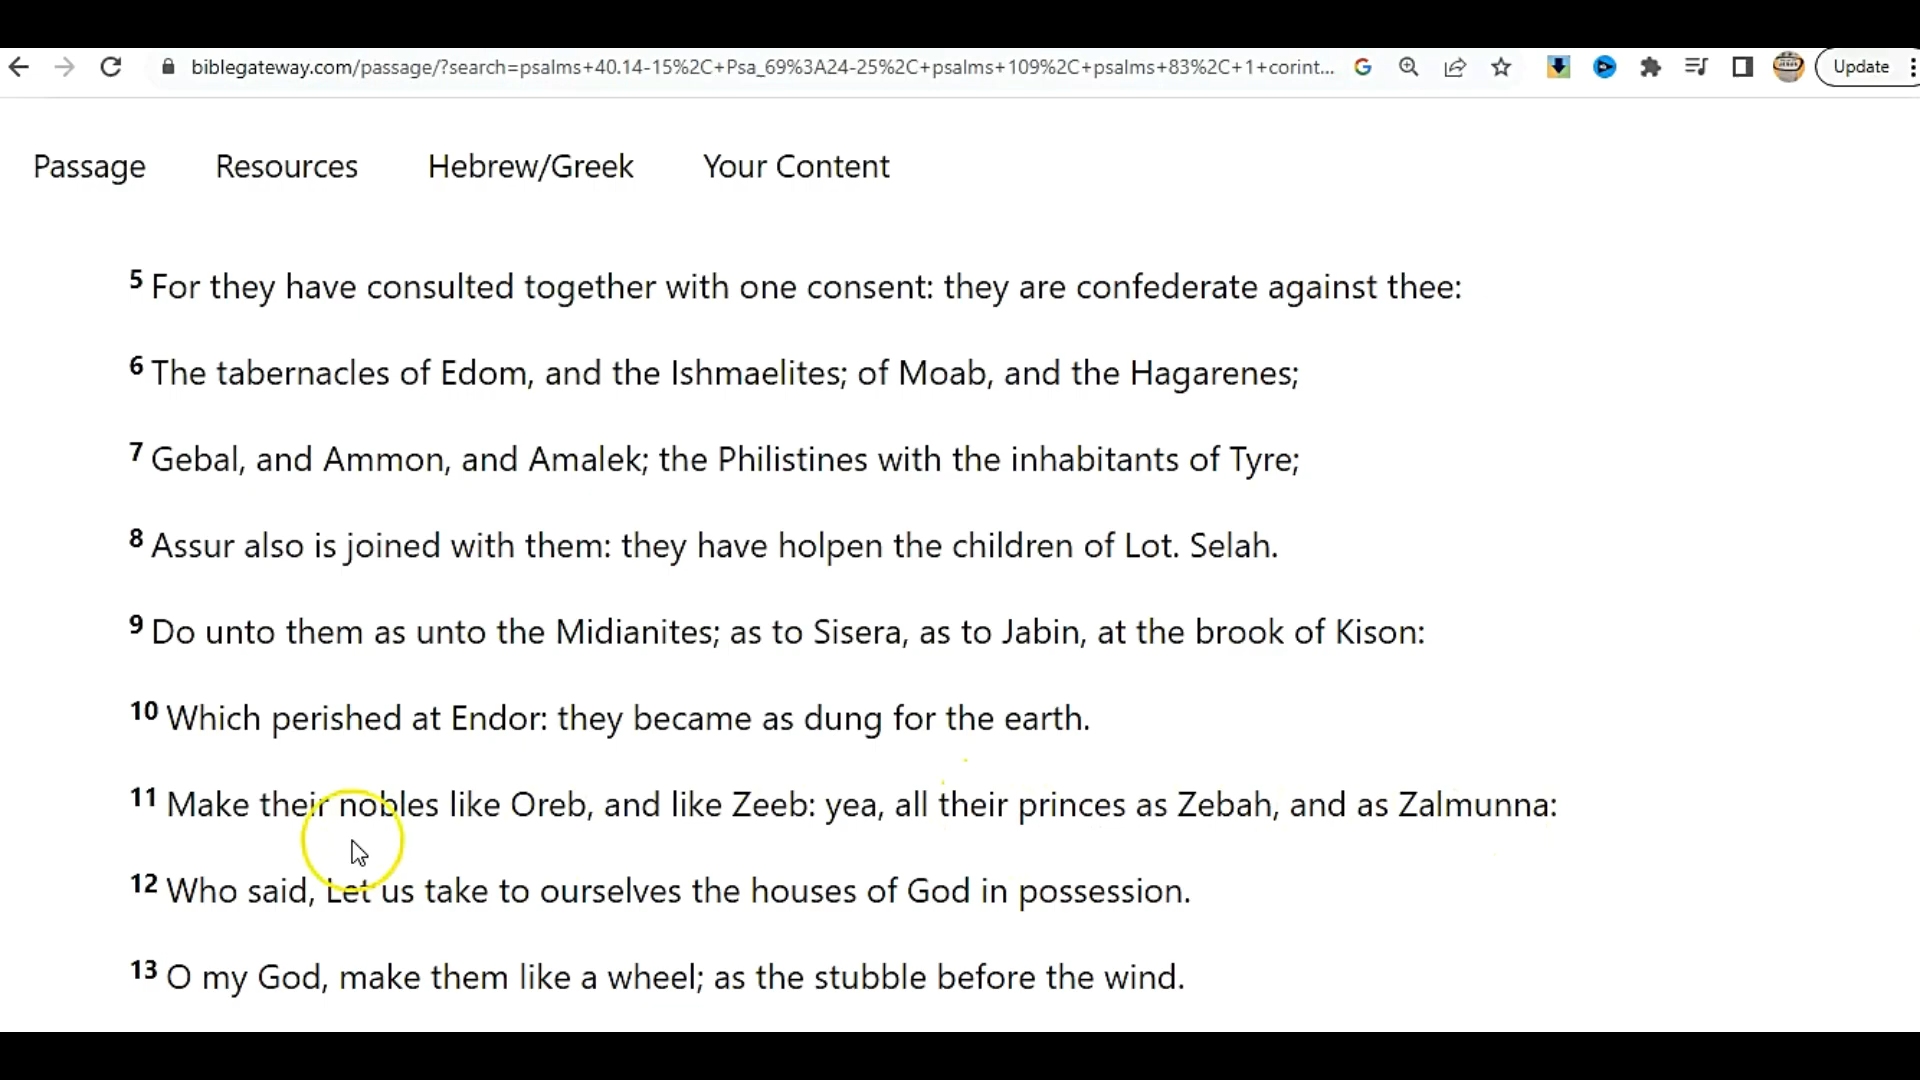 biblegateway.com/passage/?search=psalms+40.14-15%2C+Psa_69%3A24-25%2C+psalms+109%2C+psalms+83%2C+1+corint...
Update
Passage Resources Hebrew/Greek Your Content
5 For they have consulted together with one consent: they are confederate against thee:
6 The tabernacles of Edom, and the Ishmaelites; of Moab, and the Hagarenes;
7 Gebal, and Ammon, and Amalek; the Philistines with the inhabitants of Tyre;
8 Assur also is joined with them: they have holpen the children of Lot. Selah.
9 Do unto them as unto the Midianites; as to Sisera, as to Jabin, at the brook of Kison:
10 Which perished at Endor: they became as dung for the earth.
11 Make their nobles like Oreb, and like Zeeb: yea, all their princes as Zebah, and as Zalmunna:
12 Who said, Let us take to ourselves the houses of God in possession.
13 O my God, make them like a wheel; as the stubble before the wind.